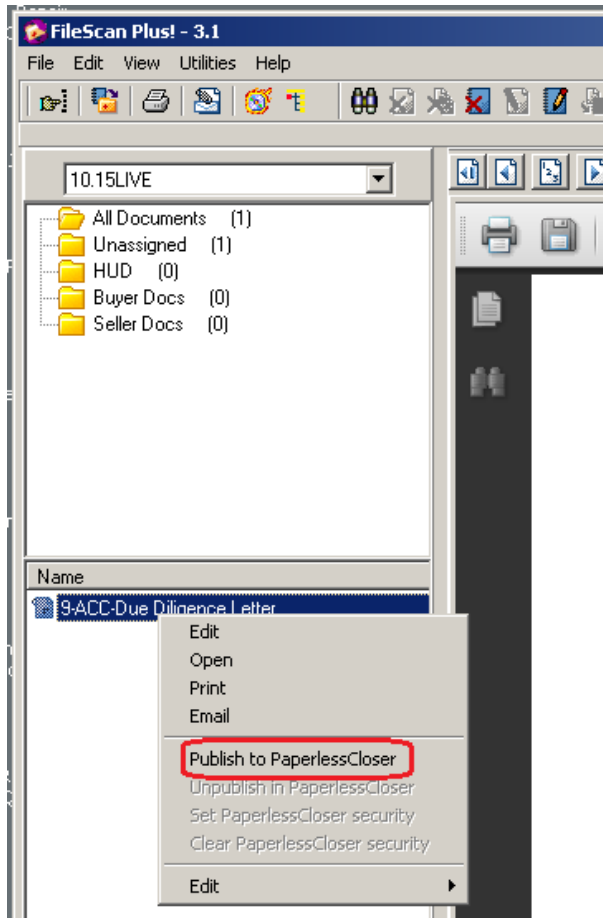 FileScan Plus! - 3.1
File Edit View Utilities Help
10.15LIVE
All Documents (1)
Unassigned (1)
HUD (0)
Buyer Docs (0)
Seller Docs (0)
Name
9-ACC-Due Diligence Letter
Edit
Open
Print
Email
Publish to PaperlessCloser
Unpublish in PaperlessCloser
Set PaperlessCloser security
Clear PaperlessCloser security
Edit